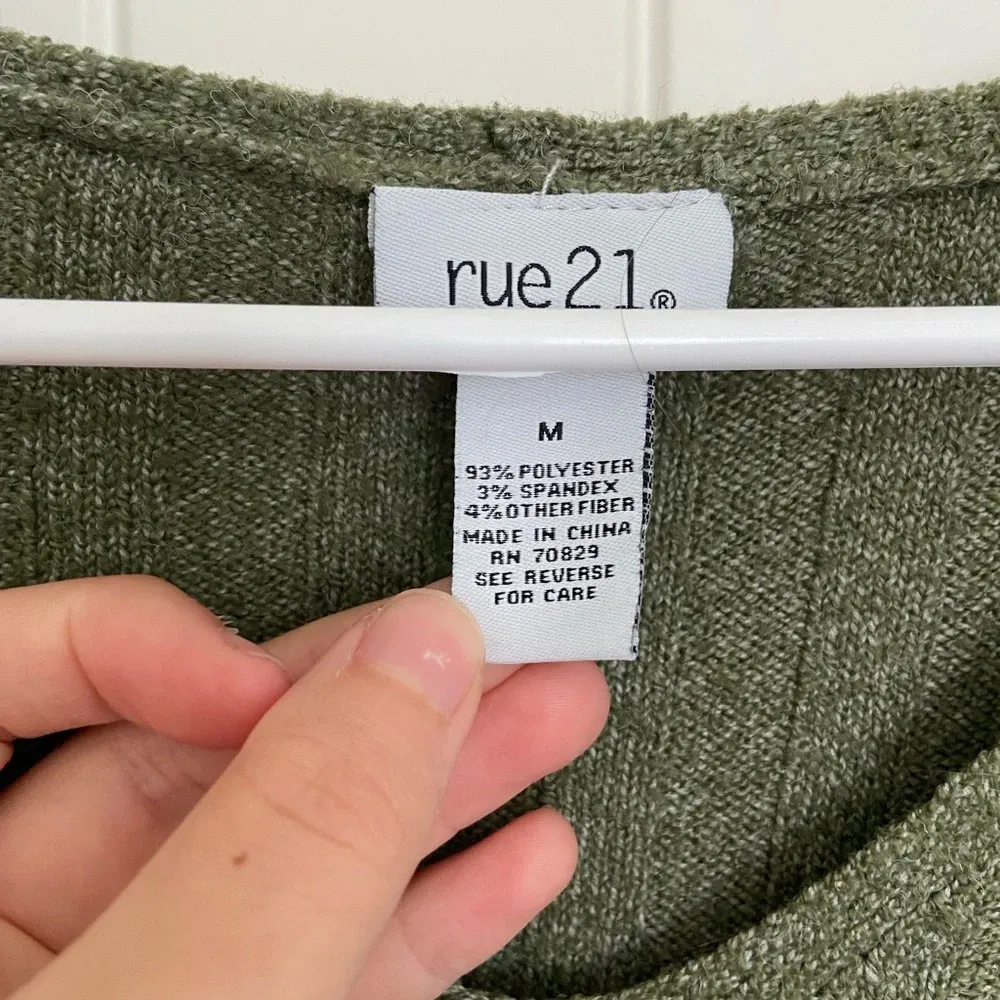 rue21®
M
93% POLYESTER
3% SPANDEX
4% OTHER FIBER
MADE IN CHINA
RN 70829
SEE REVERSE
FOR CARE